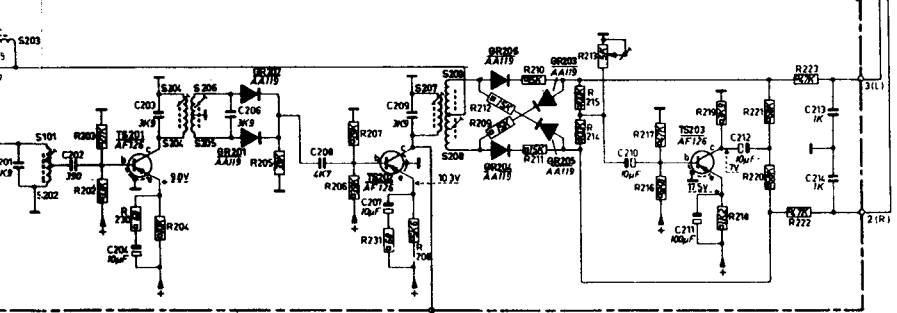 S203
S101
C202
390
S202
R203
R202
TS201
AF126
C203
3K9
S204
S206
S204
S205
C206
3K9
GR202
AA119
GR201
AA119
R205
9.0V
R204
C204
10µF
C208
4K7
R207
R206
TS202
AF126
C209
3K9
S207
S208
S208
C207
10µF
R231
10.3V
GR206
AA119
R210
GR203
AA119
R212
R209
GR204
AA119
R211
GR205
AA119
R
215
R
214
R213
C210
10µF
R217
R216
TS203
AF126
R219
C212
10µF
7V
17.5V
C211
100µF
R218
R221
R220
R223
47K
R222
47K
C213
1K
C214
1K
3(L)
2(R)